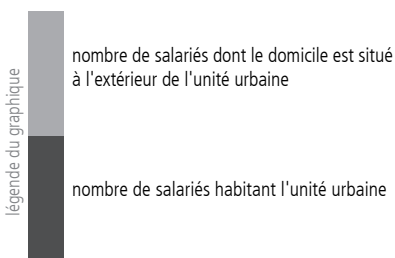 légende du graphique
nombre de salariés dont le domicile est situé
à l'extérieur de l'unité urbaine
nombre de salariés habitant l'unité urbaine